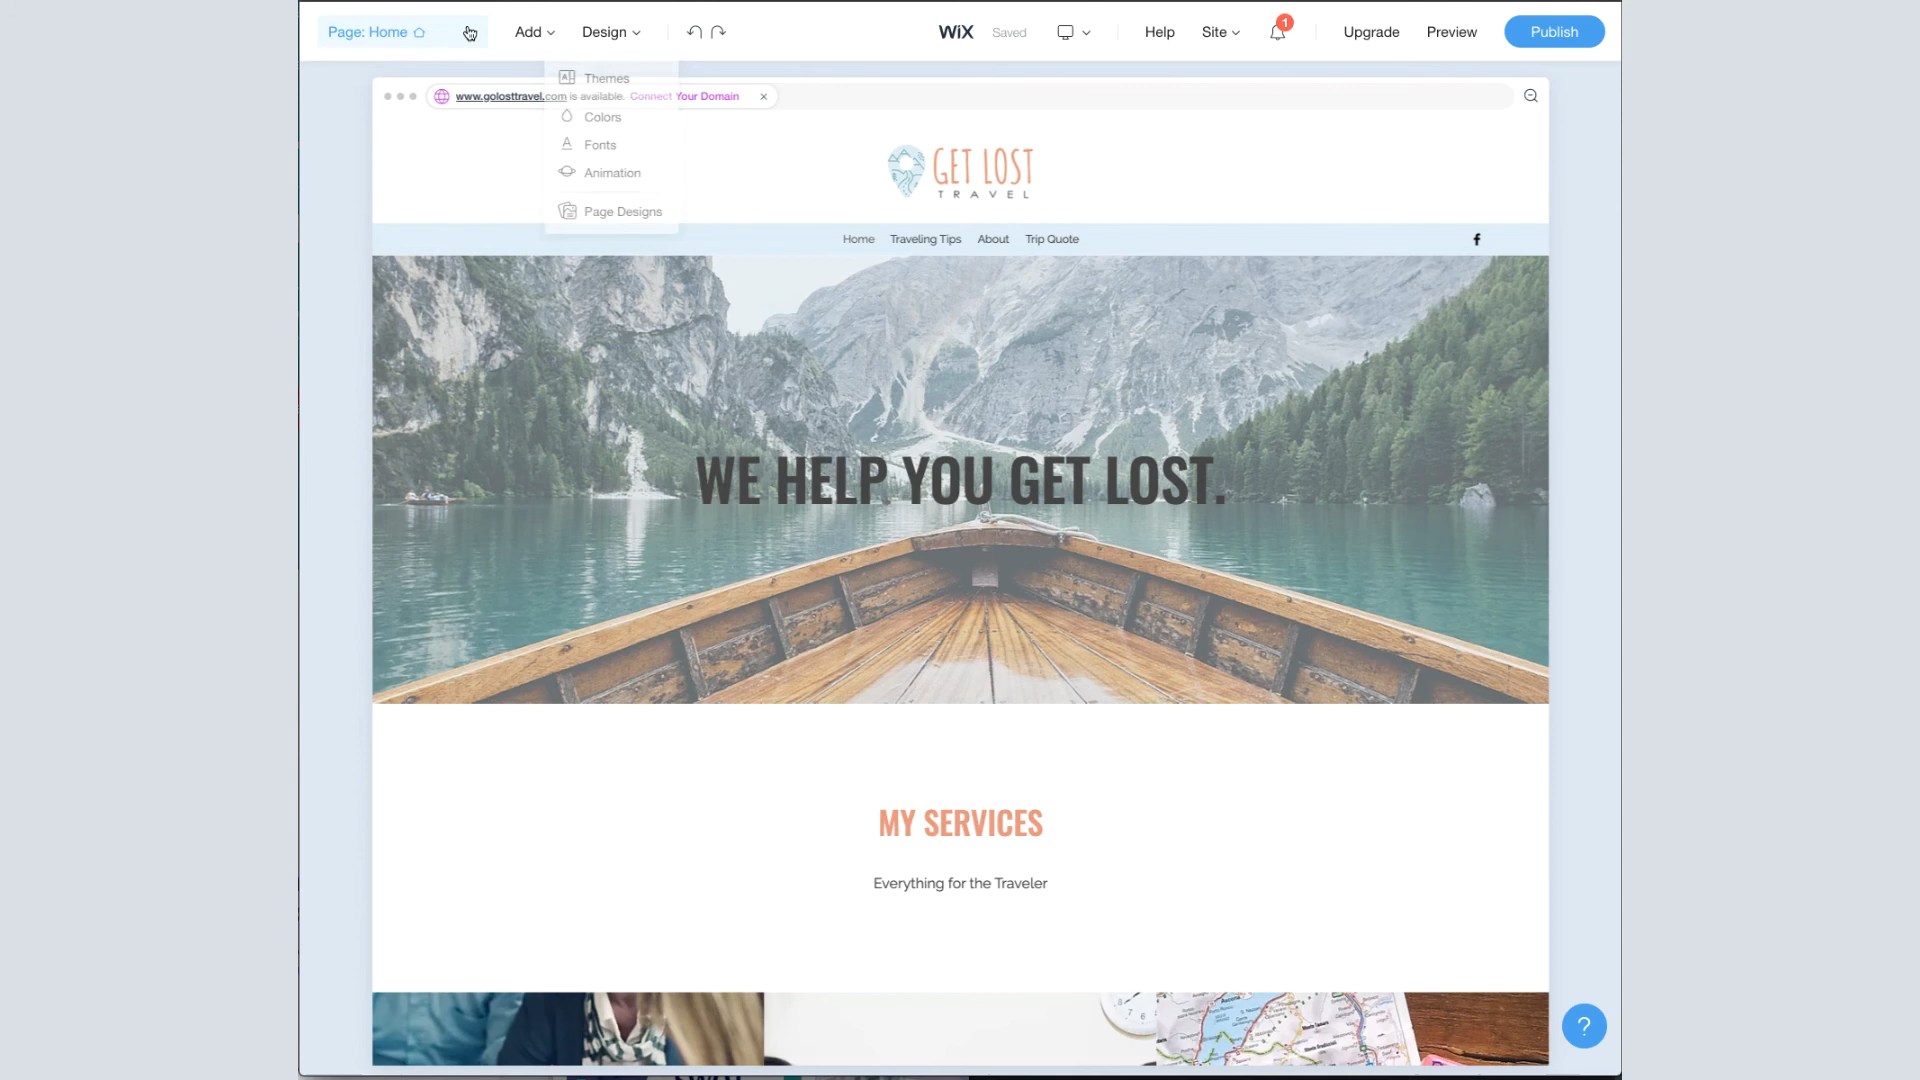 Page: Home
Add
Design
WiX
Saved
Help
Site
1
Upgrade
Preview
Publish
Themes
www.golosttravel.com is available. Connect Your Domain
Colors
Fonts
Animation
Page Designs
GET LOST
TRAVEL
Home
Traveling Tips
About
Trip Quote
f
WE HELP YOU GET LOST.
MY SERVICES
Everything for the Traveler
?